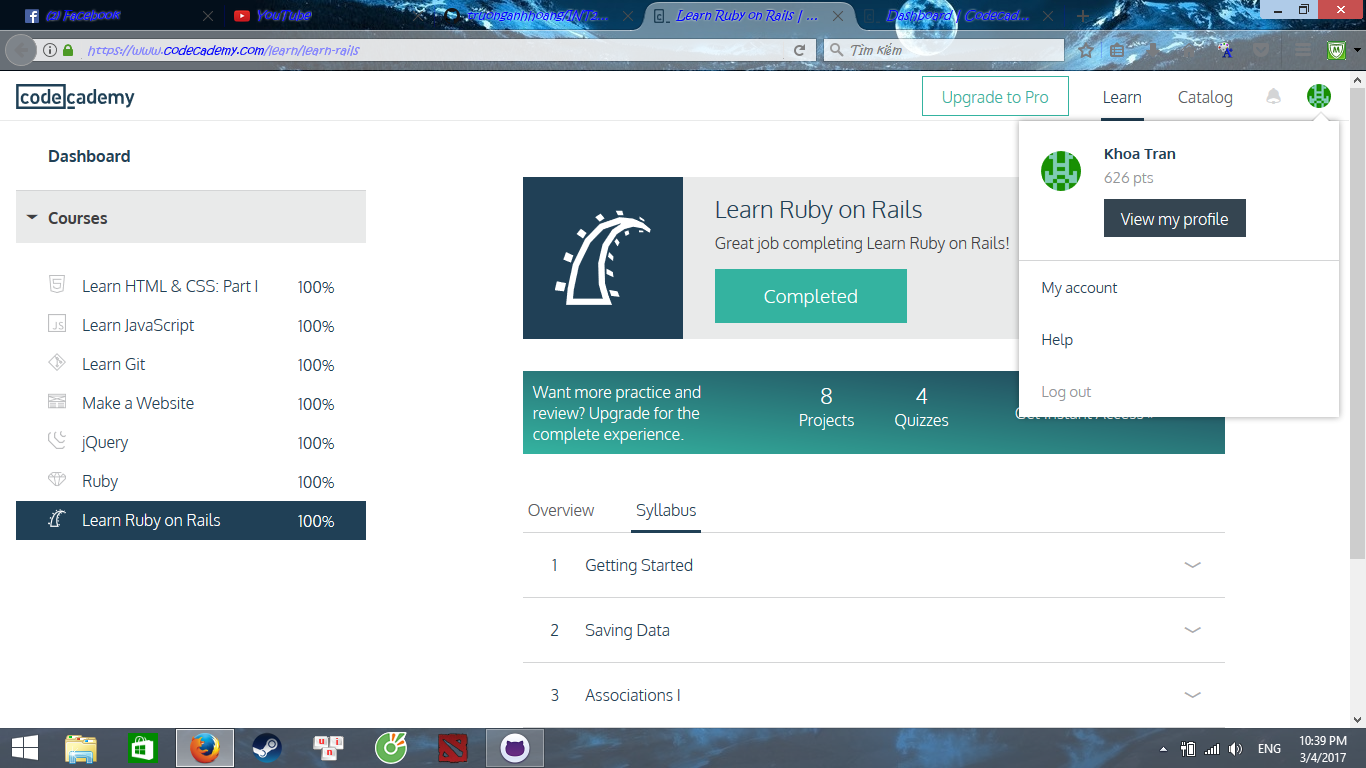 Facebook
YouTube
Learn Ruby on Rails | ...
Dashboard | Codecad...
https://www.codecademy.com/learn/learn-rails
Tìm kiếm
codecademy
Upgrade to Pro
Learn
Catalog
Dashboard
Khoa Tran
626 pts
View my profile
My account
Help
Log out
Courses
Learn HTML & CSS: Part I 100%
Learn JavaScript 100%
Learn Git 100%
Make a Website 100%
jQuery 100%
Ruby 100%
Learn Ruby on Rails 100%
Learn Ruby on Rails
Great job completing Learn Ruby on Rails!
Completed
Want more practice and
review? Upgrade for the
complete experience.
8
Projects
4
Quizzes
Overview
Syllabus
1 Getting Started
2 Saving Data
3 Associations I
ENG
10:39 PM
3/4/2017